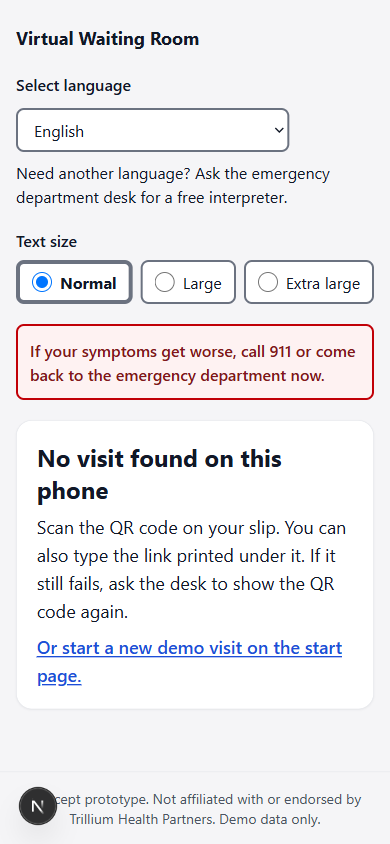 Virtual Waiting Room
Select language
English
Need another language? Ask the emergency
department desk for a free interpreter.
Text size
Normal
Large
Extra large
If your symptoms get worse, call 911 or come
back to the emergency department now.
No visit found on this
phone
Scan the QR code on your slip. You can
also type the link printed under it. If it
still fails, ask the desk to show the QR
code again.
Or start a new demo visit on the start
page.
N
prototype. Not affiliated with or endorsed by
Trillium Health Partners. Demo data only.